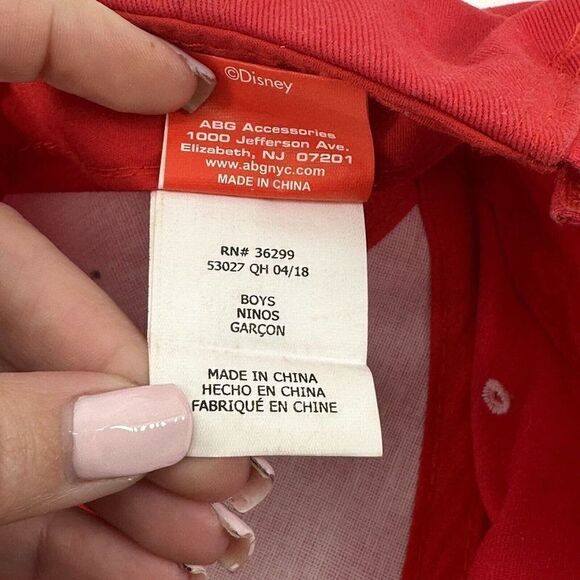 ©Disney
ABG Accessories
1000 Jefferson Ave.
Elizabeth, NJ 07201
www.abgnyc.com
MADE IN CHINA
RN# 36299
53027 QH 04/18
BOYS
NINOS
GARÇON
MADE IN CHINA
HECHO EN CHINA
FABRIQUÉ EN CHINE